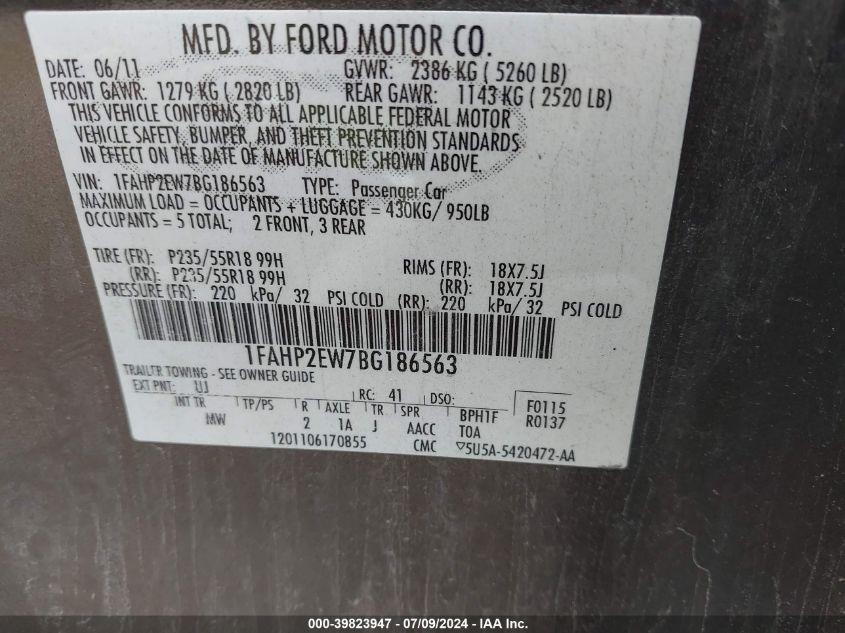 MFD. BY FORD MOTOR CO.
DATE: 06/11 GVWR: 2386 KG ( 5260 LB)
FRONT GAWR: 1279 KG ( 2820 LB) REAR GAWR: 1143 KG ( 2520 LB)
THIS VEHICLE CONFORMS TO ALL APPLICABLE FEDERAL MOTOR
VEHICLE SAFETY, BUMPER, AND THEFT PREVENTION STANDARDS
IN EFFECT ON THE DATE OF MANUFACTURE SHOWN ABOVE.
VIN: 1FAHP2EW7BG186563 TYPE: Passenger Car
MAXIMUM LOAD = OCCUPANTS + LUGGAGE = 430KG/ 950LB
OCCUPANTS = 5 TOTAL; 2 FRONT, 3 REAR
TIRE (FR): P235/55R18 99H RIMS (FR): 18X7.5J
(RR): P235/55R18 99H (RR): 18X7.5J
PRESSURE (FR): 220 kPa/ 32 PSI COLD (RR): 220 kPa/ 32 PSI COLD
1FAHP2EW7BG186563
TRAILER TOWING - SEE OWNER GUIDE
EXT PNT: UJ RC: 41 DSO: F0115
INT TR TP/PS R AXLE TR SPR BPH1F R0137
MW 2 1A J AACC TOA
1201106170855 CMC ▽5U5A-5420472-AA
000-39823947 / 07/09/2024 - IAA Inc.